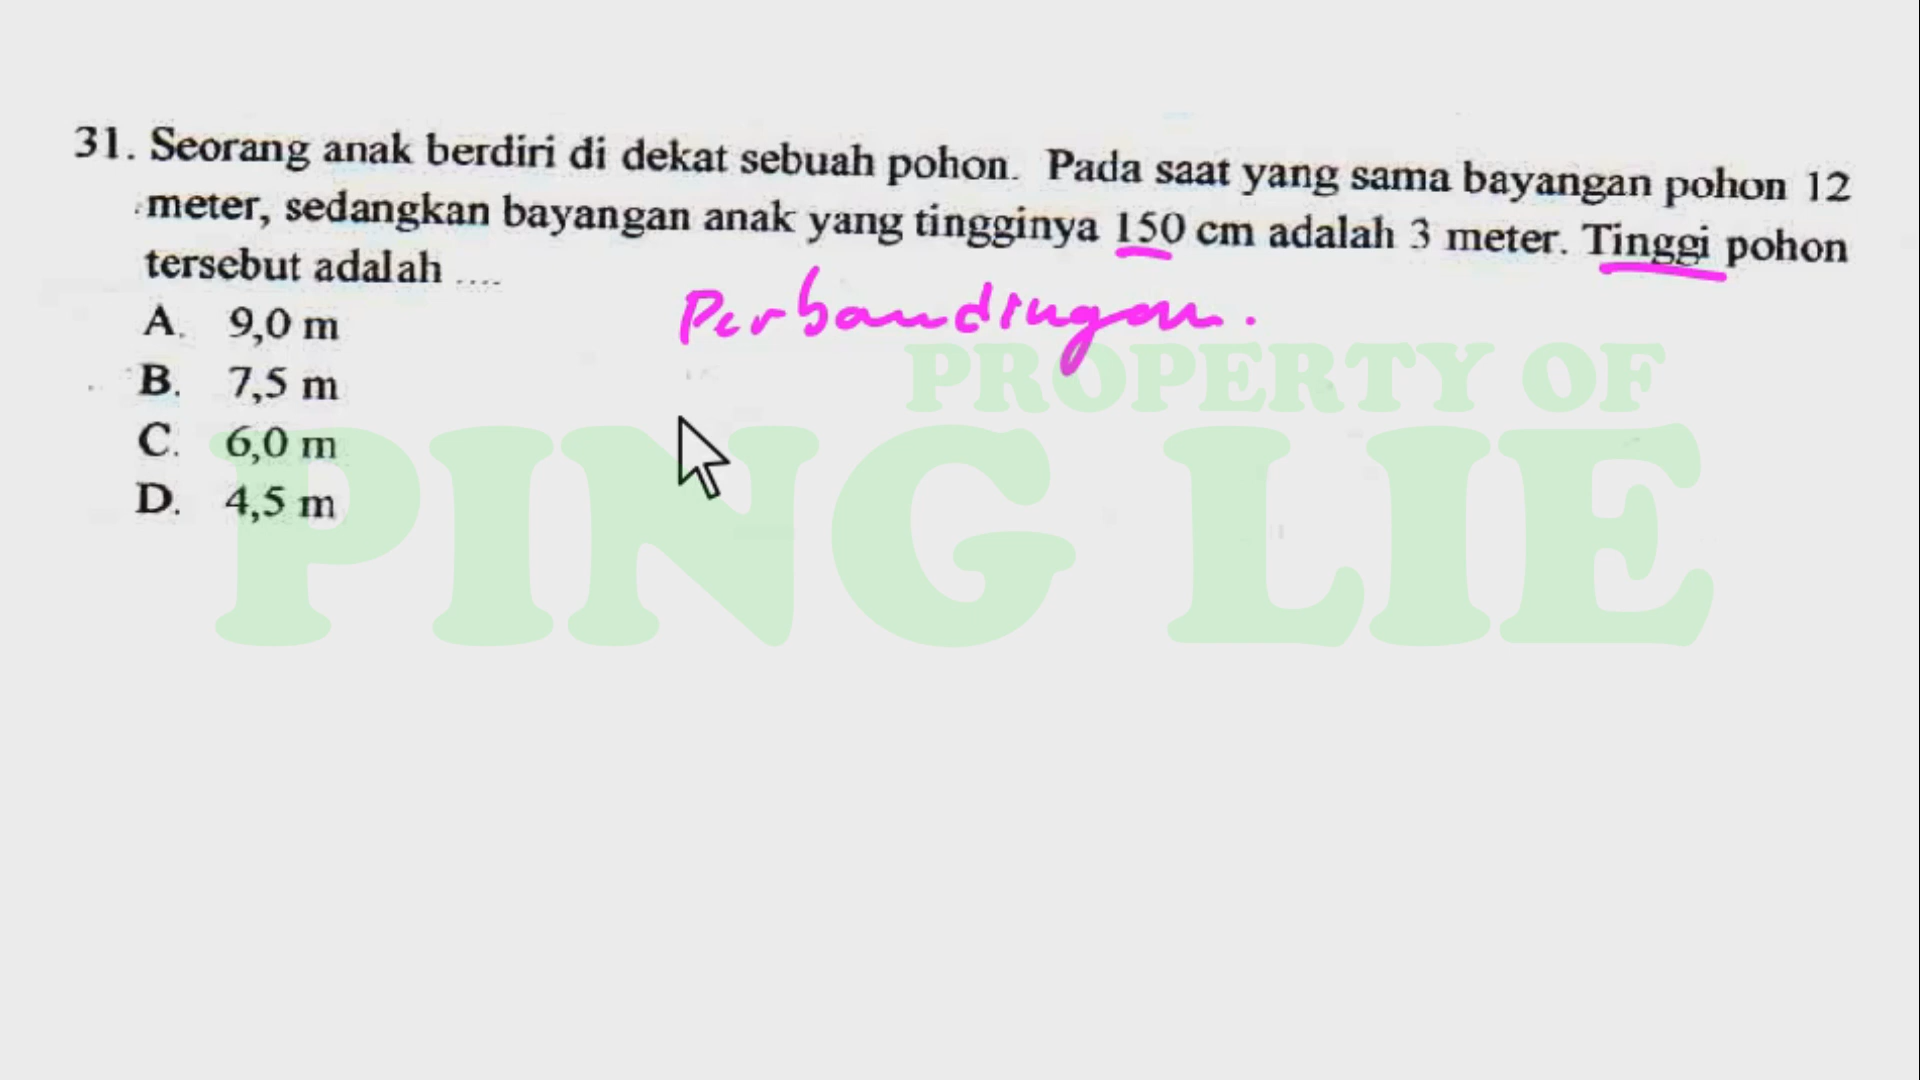 31. Seorang anak berdiri di dekat sebuah pohon. Pada saat yang sama bayangan pohon 12
meter, sedangkan bayangan anak yang tingginya 150 cm adalah 3 meter. Tinggi pohon
tersebut adalah ....
Perbandingan.
A. 9,0 m
B. 7,5 m
C. 6,0 m
D. 4,5 m
PROPERTY OF
PING LIE